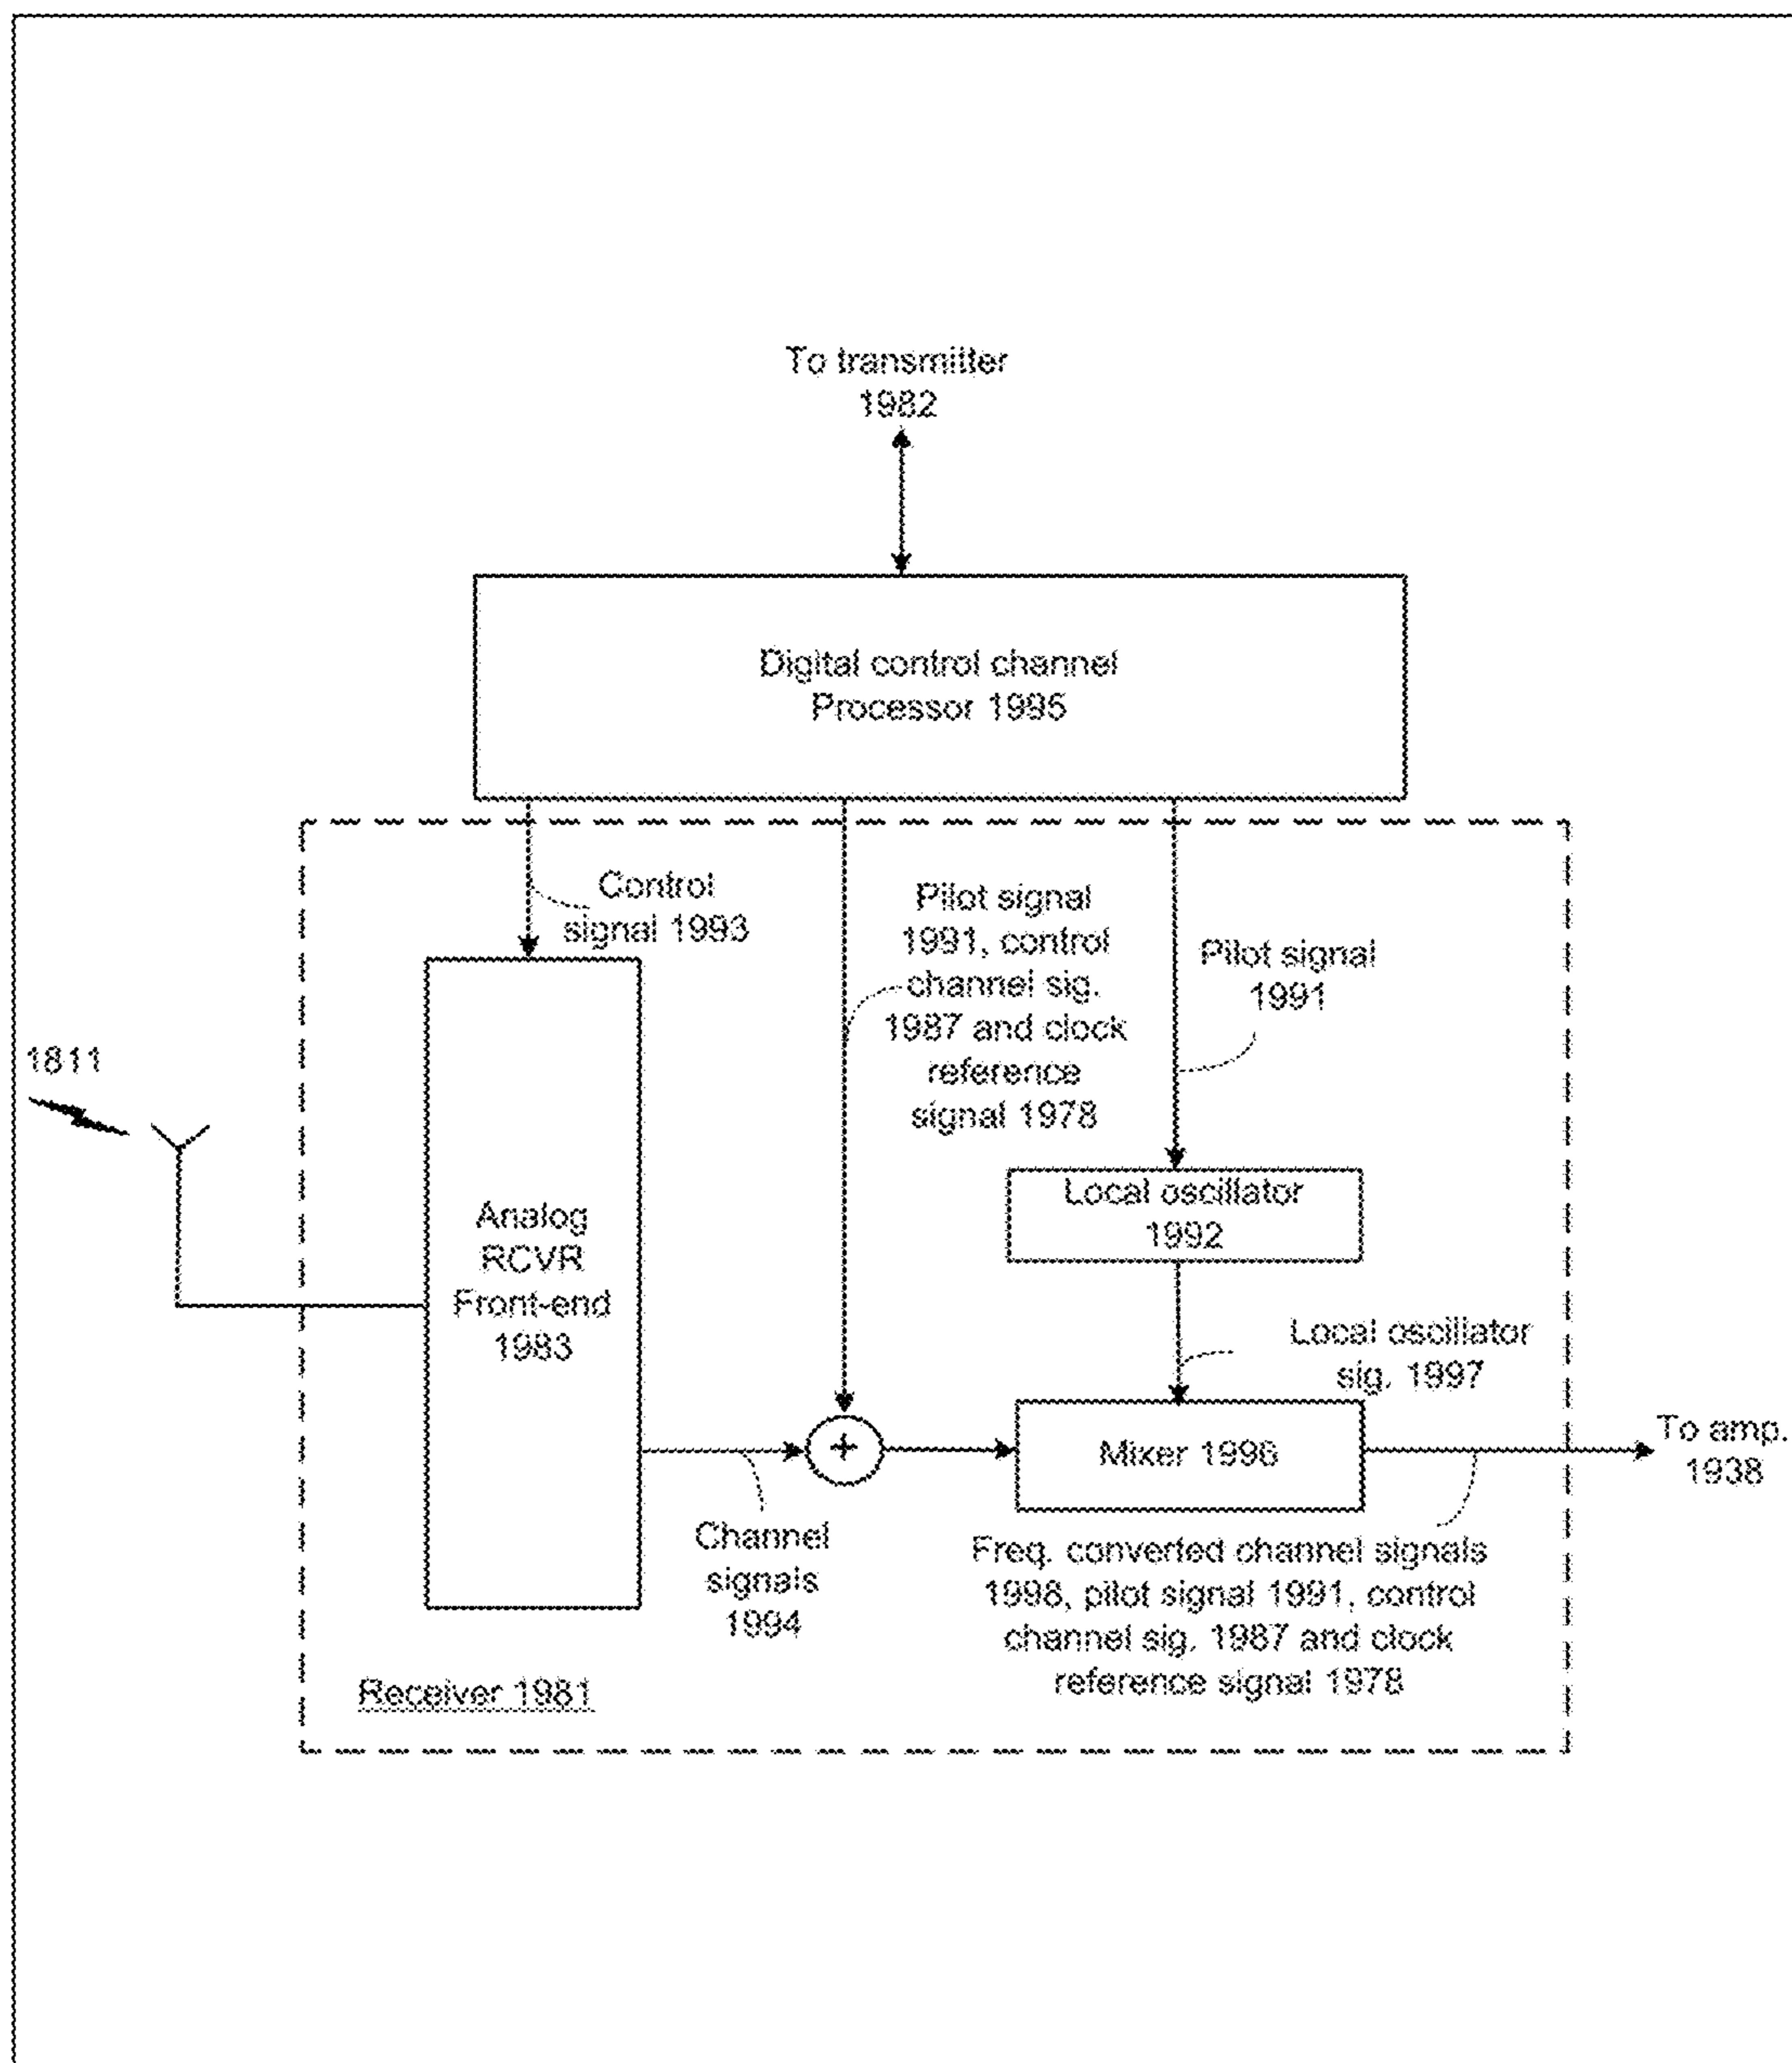 To transmitter
1982
Digital control channel
Processor 1995
Control
signal 1993
Pilot signal
1991, control
channel sig.
1987 and clock
reference
signal 1978
Pilot signal
1991
1811
Analog
RCVR
Front-end
1983
Local oscillator
1992
Local oscillator
sig. 1997
+
Mixer 1996
To amp.
1938
Channel
signals
1994
Freq. converted channel signals
1998, pilot signal 1991, control
channel sig. 1987 and clock
reference signal 1978
Receiver 1981